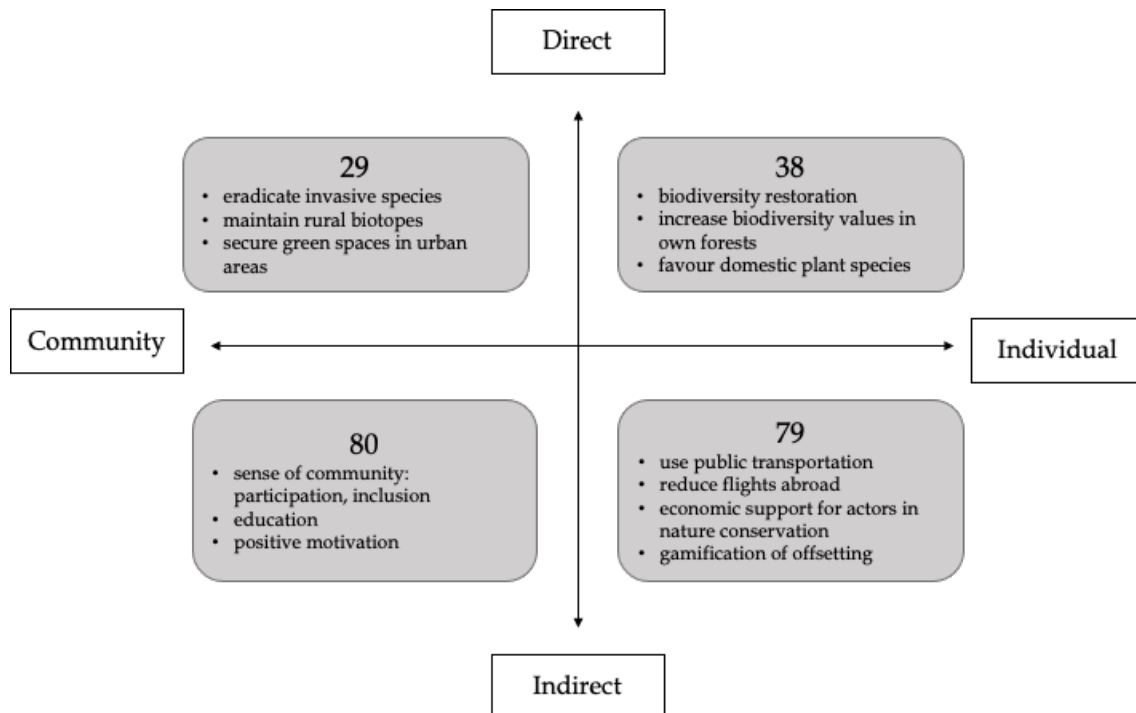 Direct
29
• eradicate invasive species
• maintain rural biotopes
• secure green spaces in urban
areas
38
• biodiversity restoration
• increase biodiversity values in
own forests
• favour domestic plant species
Community
Individual
80
• sense of community:
participation, inclusion
• education
• positive motivation
79
• use public transportation
• reduce flights abroad
• economic support for actors in
nature conservation
• gamification of offsetting
Indirect